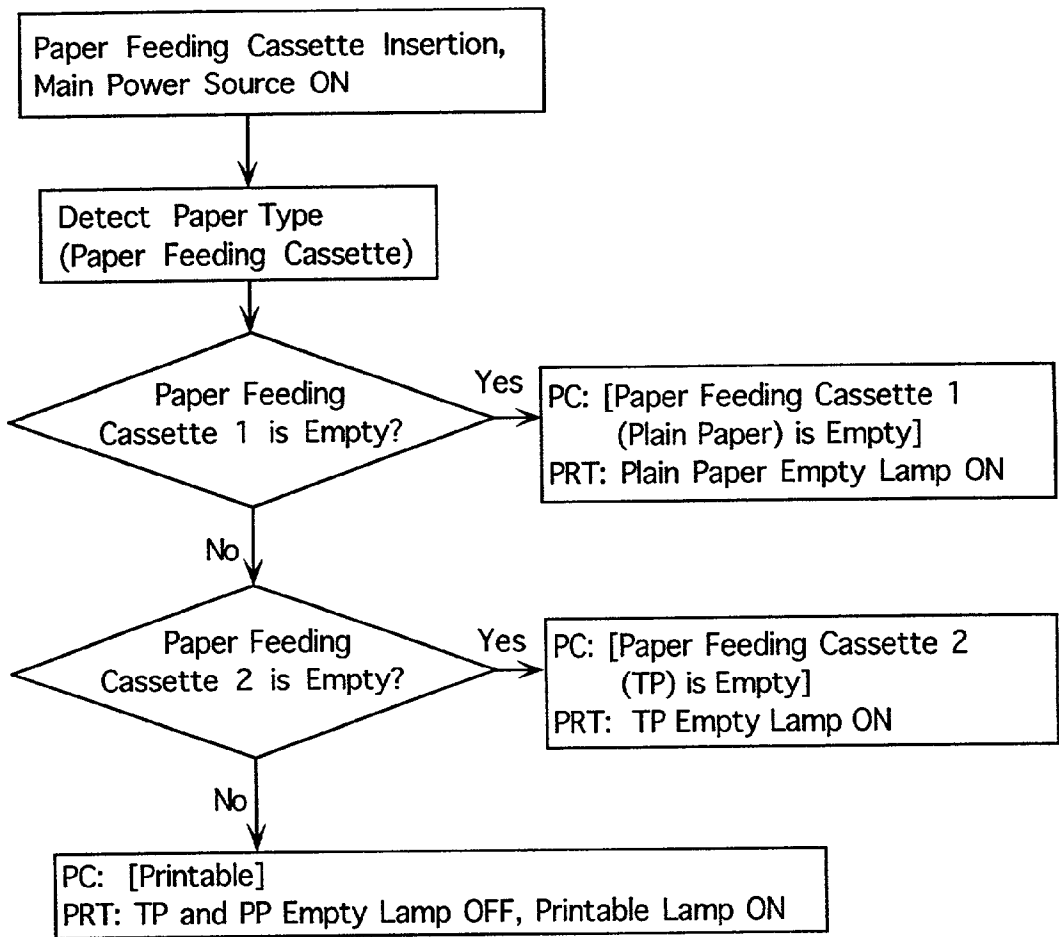 Paper Feeding Cassette Insertion,
Main Power Source ON
Detect Paper Type
(Paper Feeding Cassette)
Paper Feeding
Cassette 1 is Empty?
Yes
PC: [Paper Feeding Cassette 1
(Plain Paper) is Empty]
PRT: Plain Paper Empty Lamp ON
No
Paper Feeding
Cassette 2 is Empty?
Yes
PC: [Paper Feeding Cassette 2
(TP) is Empty]
PRT: TP Empty Lamp ON
No
PC: [Printable]
PRT: TP and PP Empty Lamp OFF, Printable Lamp ON